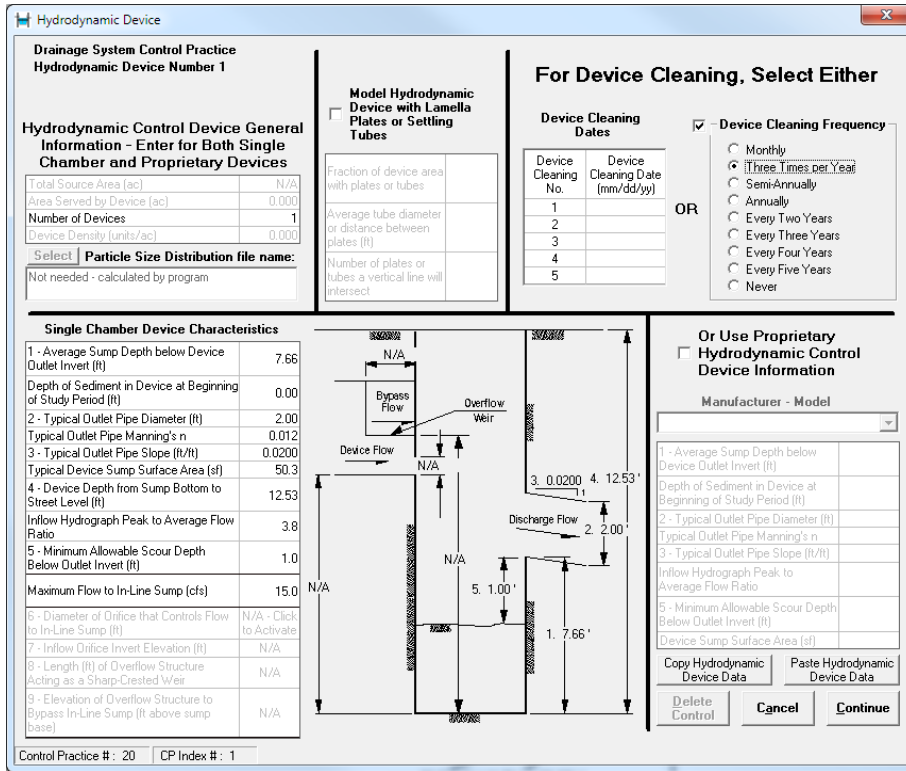 Hydrodynamic Device
Drainage System Control Practice
Hydrodynamic Device Number 1
Hydrodynamic Control Device General
Information - Enter for Both Single
Chamber and Proprietary Devices
Total Source Area (ac) N/A
Area Served by Device (ac) 0.000
Number of Devices 1
Device Density (units/ac) 0.000
Select Particle Size Distribution file name:
Not needed - calculated by program
Model Hydrodynamic
Device with Lamella
Plates or Settling
Tubes
Fraction of device area
with plates or tubes
Average tube diameter
or distance between
plates (ft)
Number of plates or
tubes a vertical line will
intersect
For Device Cleaning, Select Either
Device Cleaning
Dates
Device
Cleaning
No.
Device
Cleaning Date
(mm/dd/yy)
1
2
3
4
5
OR
Device Cleaning Frequency
Monthly
Three Times per Year
Semi-Annually
Annually
Every Two Years
Every Three Years
Every Four Years
Every Five Years
Never
Single Chamber Device Characteristics
1 - Average Sump Depth below Device
Outlet Invert (ft) 7.66
Depth of Sediment in Device at Beginning
of Study Period (ft) 0.00
2 - Typical Outlet Pipe Diameter (ft) 2.00
Typical Outlet Pipe Manning's n 0.012
3 - Typical Outlet Pipe Slope (ft/ft) 0.0200
Typical Device Sump Surface Area (sf) 50.3
4 - Device Depth from Sump Bottom to
Street Level (ft) 12.53
Inflow Hydrograph Peak to Average Flow
Ratio 3.8
5 - Minimum Allowable Scour Depth
Below Outlet Invert (ft) 1.0
Maximum Flow to In-Line Sump (cfs) 15.0
6 - Diameter of Orifice that Controls Flow
to In-Line Sump (ft)
N/A - Click
to Activate
7 - Inflow Orifice Invert Elevation (ft) N/A
8 - Length (ft) of Overflow Structure
Acting as a Sharp-Crested Weir N/A
9 - Elevation of Overflow Structure to
Bypass In-Line Sump (ft above sump
base) N/A
N/A
Bypass
Flow
Overflow
Weir
Device Flow
N/A
3. 0.0200
1
4. 12.53 '
Discharge Flow
2. 2.00 '
N/A
N/A
5. 1.00 '
1. 7.66 '
Or Use Proprietary
Hydrodynamic Control
Device Information
Manufacturer - Model
1 - Average Sump Depth below
Device Outlet Invert (ft)
Depth of Sediment in Device at
Beginning of Study Period (ft)
2 - Typical Outlet Pipe Diameter (ft)
Typical Outlet Pipe Manning's n
3 - Typical Outlet Pipe Slope (ft/ft)
Inflow Hydrograph Peak to
Average Flow Ratio
5 - Minimum Allowable Scour Depth
Below Outlet Invert (ft)
Device Sump Surface Area (sf)
Copy Hydrodynamic
Device Data
Paste Hydrodynamic
Device Data
Delete
Control
Cancel
Continue
Control Practice # : 20 CP Index # : 1